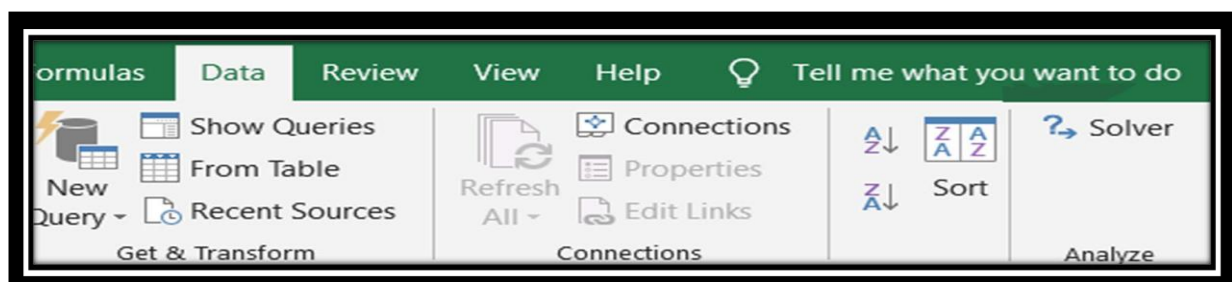 ormulas Data Review View Help Tell me what you want to do
New Query
Show Queries
From Table
Recent Sources
Get & Transform
Refresh All
Connections
Properties
Edit Links
Connections
A Z
Z A
Z A A Z
Sort
? Solver
Analyze